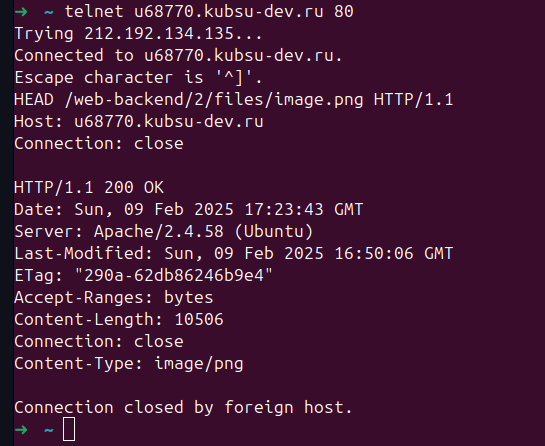 ➜ ~ telnet u68770.kubsu-dev.ru 80
Trying 212.192.134.135...
Connected to u68770.kubsu-dev.ru.
Escape character is '^]'.
HEAD /web-backend/2/files/image.png HTTP/1.1
Host: u68770.kubsu-dev.ru
Connection: close

HTTP/1.1 200 OK
Date: Sun, 09 Feb 2025 17:23:43 GMT
Server: Apache/2.4.58 (Ubuntu)
Last-Modified: Sun, 09 Feb 2025 16:50:06 GMT
ETag: "290a-62db86246b9e4"
Accept-Ranges: bytes
Content-Length: 10506
Connection: close
Content-Type: image/png

Connection closed by foreign host.
➜ ~